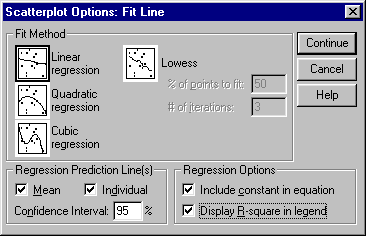 Scatterplot Options: Fit Line
Fit Method
Linear
regression
Quadratic
regression
Cubic
regression
Lowess
% of points to fit: 50
# of iterations: 3
Continue
Cancel
Help
Regression Prediction Line(s)
Mean
Individual
Confidence Interval: 95 %
Regression Options
Include constant in equation
Display R-square in legend